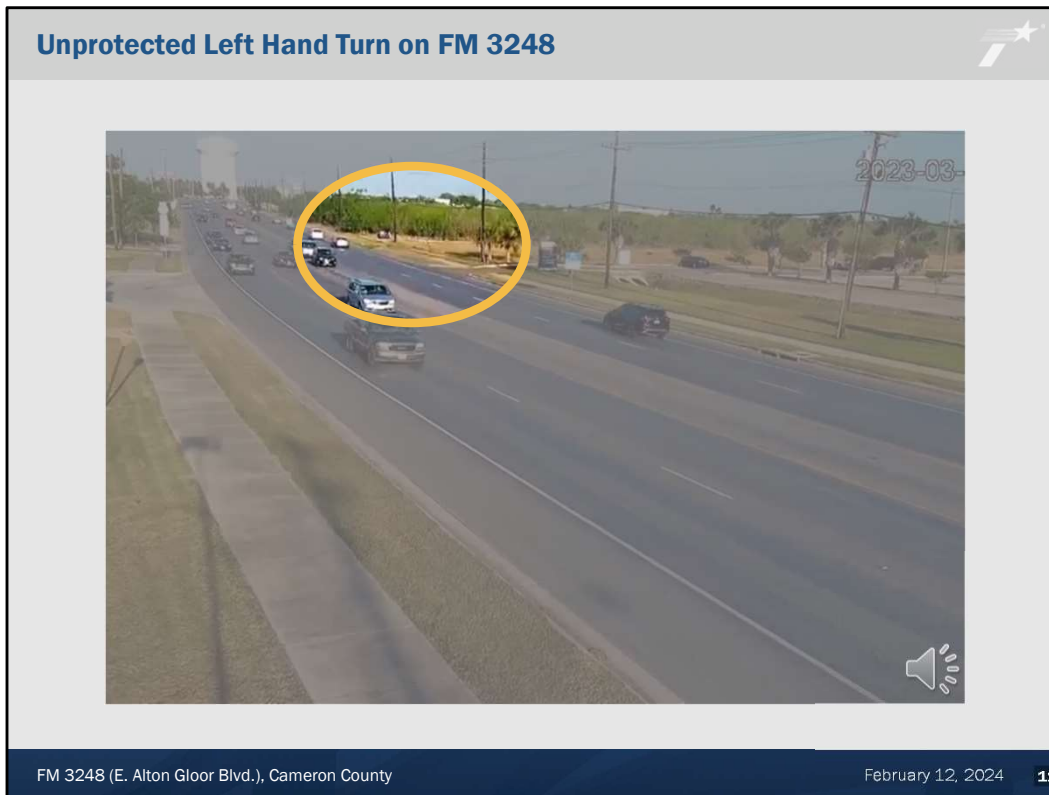 Unprotected Left Hand Turn on FM 3248
2023-03-
FM 3248 (E. Alton Gloor Blvd.), Cameron County
February 12, 2024